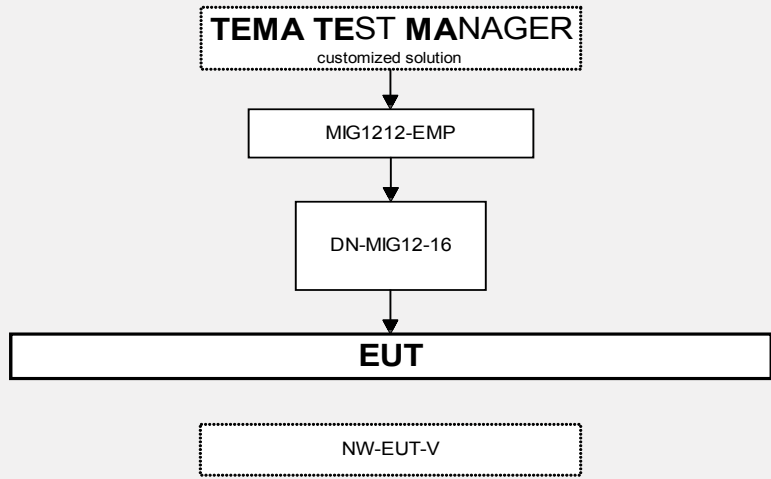 TEMA TEST MANAGER
customized solution
MIG1212-EMP
DN-MIG12-16
EUT
NW-EUT-V